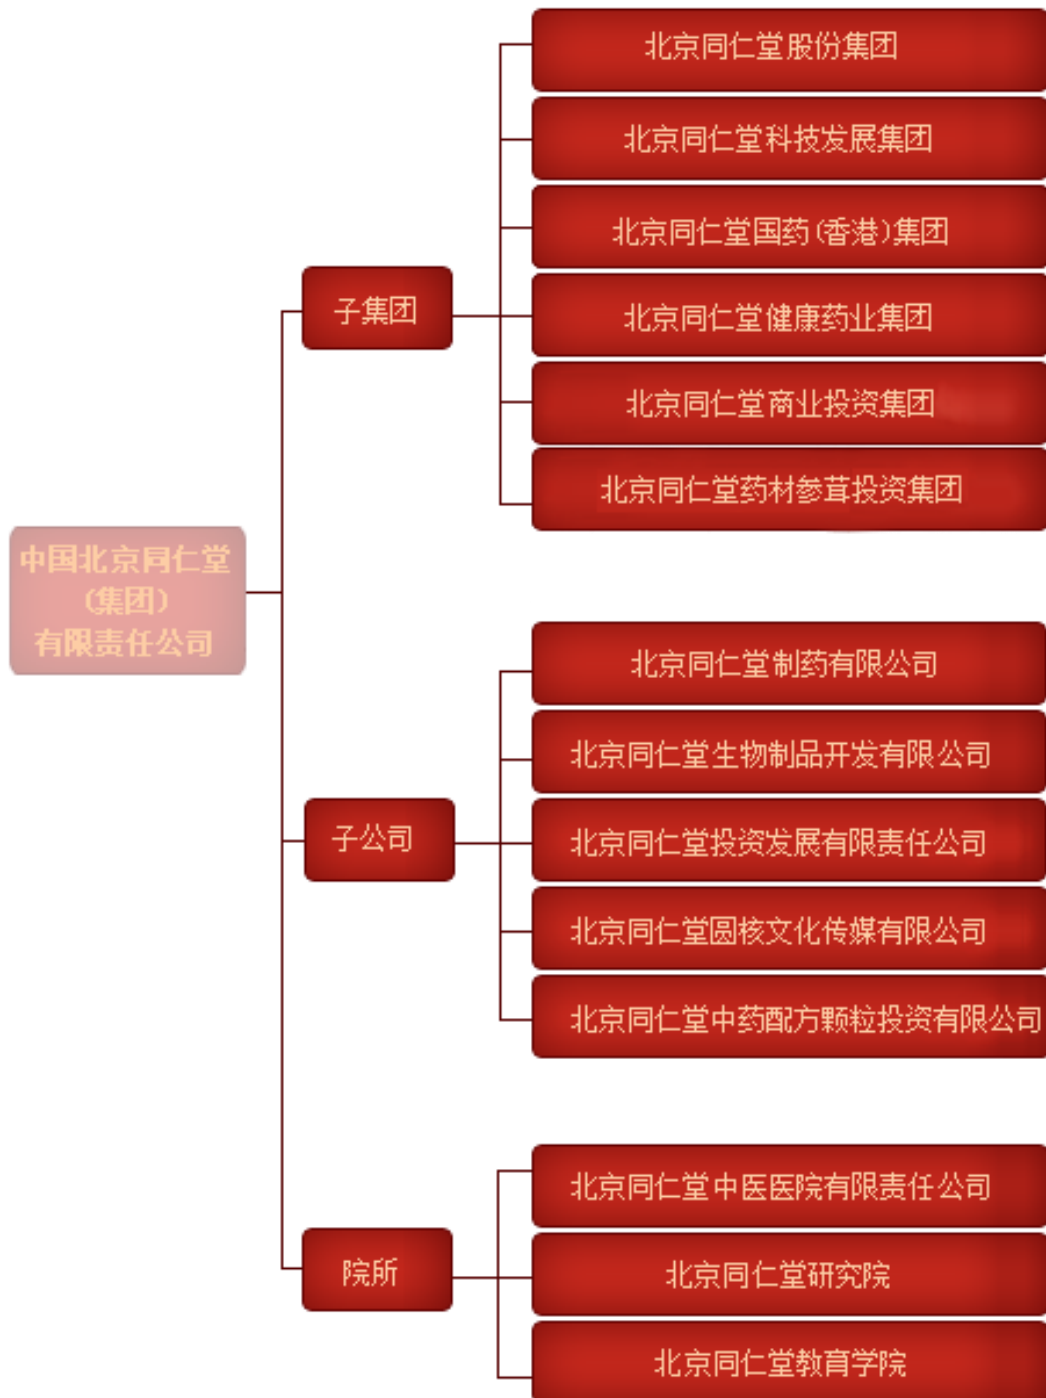 中国北京同仁堂
(集团)
有限责任公司
子集团
北京同仁堂股份集团
北京同仁堂科技发展集团
北京同仁堂国药(香港)集团
北京同仁堂健康药业集团
北京同仁堂商业投资集团
北京同仁堂药材参茸投资集团
子公司
北京同仁堂制药有限公司
北京同仁堂生物制品开发有限公司
北京同仁堂投资发展有限责任公司
北京同仁堂圆核文化传媒有限公司
北京同仁堂中药配方颗粒投资有限公司
院所
北京同仁堂中医医院有限责任公司
北京同仁堂研究院
北京同仁堂教育学院